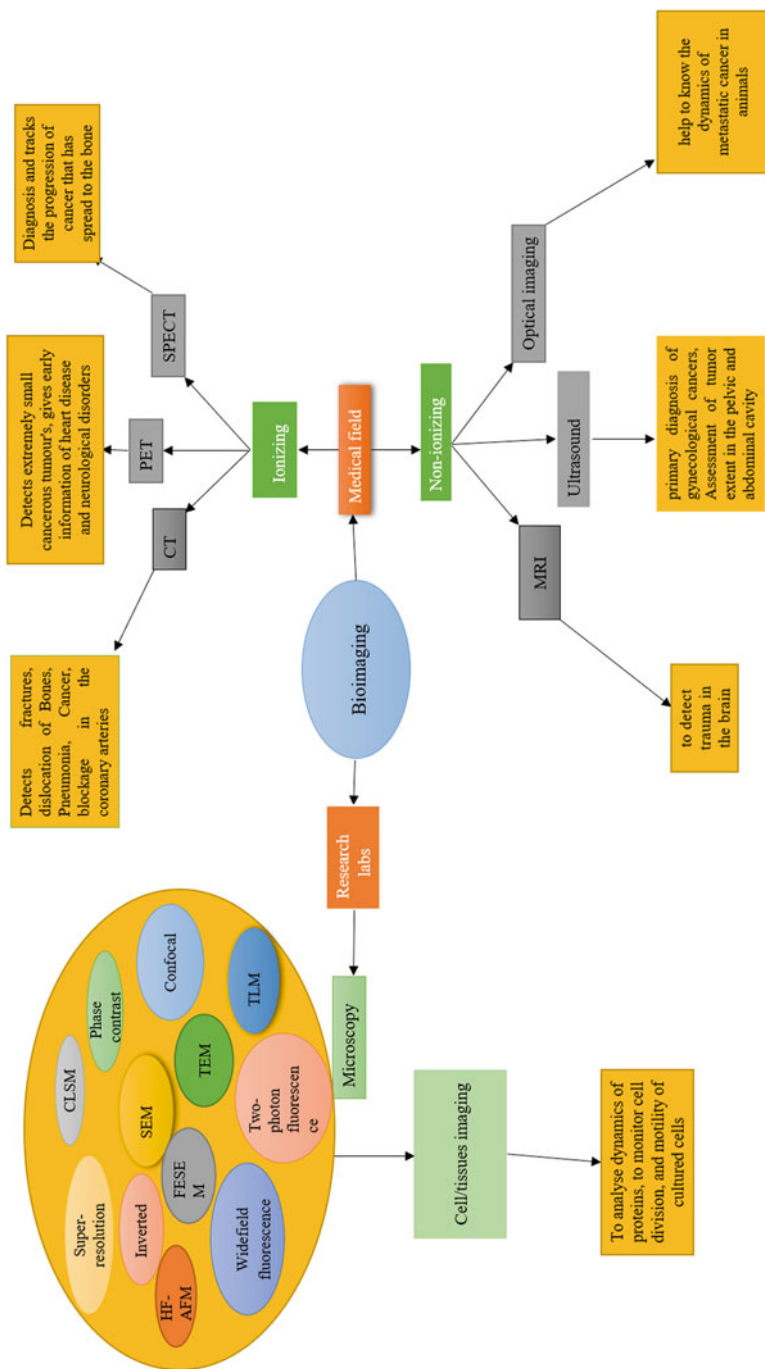 Super-
resolution
CLSM
Phase
contrast
Inverted
SEM
Confocal
HF-
AFM
FESE
M
TEM
Widefield
fluorescence
Two-
photon
fluorescen
ce
TLM
Microscopy
Research
labs
Cell/tissues imaging
To analyse dynamics of
proteins, to monitor cell
division, and motility of
cultured cells
Bioimaging
Medical field
Ionizing
CT
Detects fractures,
dislocation of Bones,
Pneumonia, Cancer,
blockage in the
coronary arteries
PET
Detects extremely small
cancerous tumour's, gives early
information of heart disease
and neurological disorders
SPECT
Diagnosis and tracks
the progression of
cancer that has
spread to the bone
Non-ionizing
MRI
to detect
trauma in
the brain
Ultrasound
primary diagnosis of
gynecological cancers,
Assessment of tumor
extent in the pelvic and
abdominal cavity
Optical imaging
help to know the
dynamics of
metastatic cancer in
animals